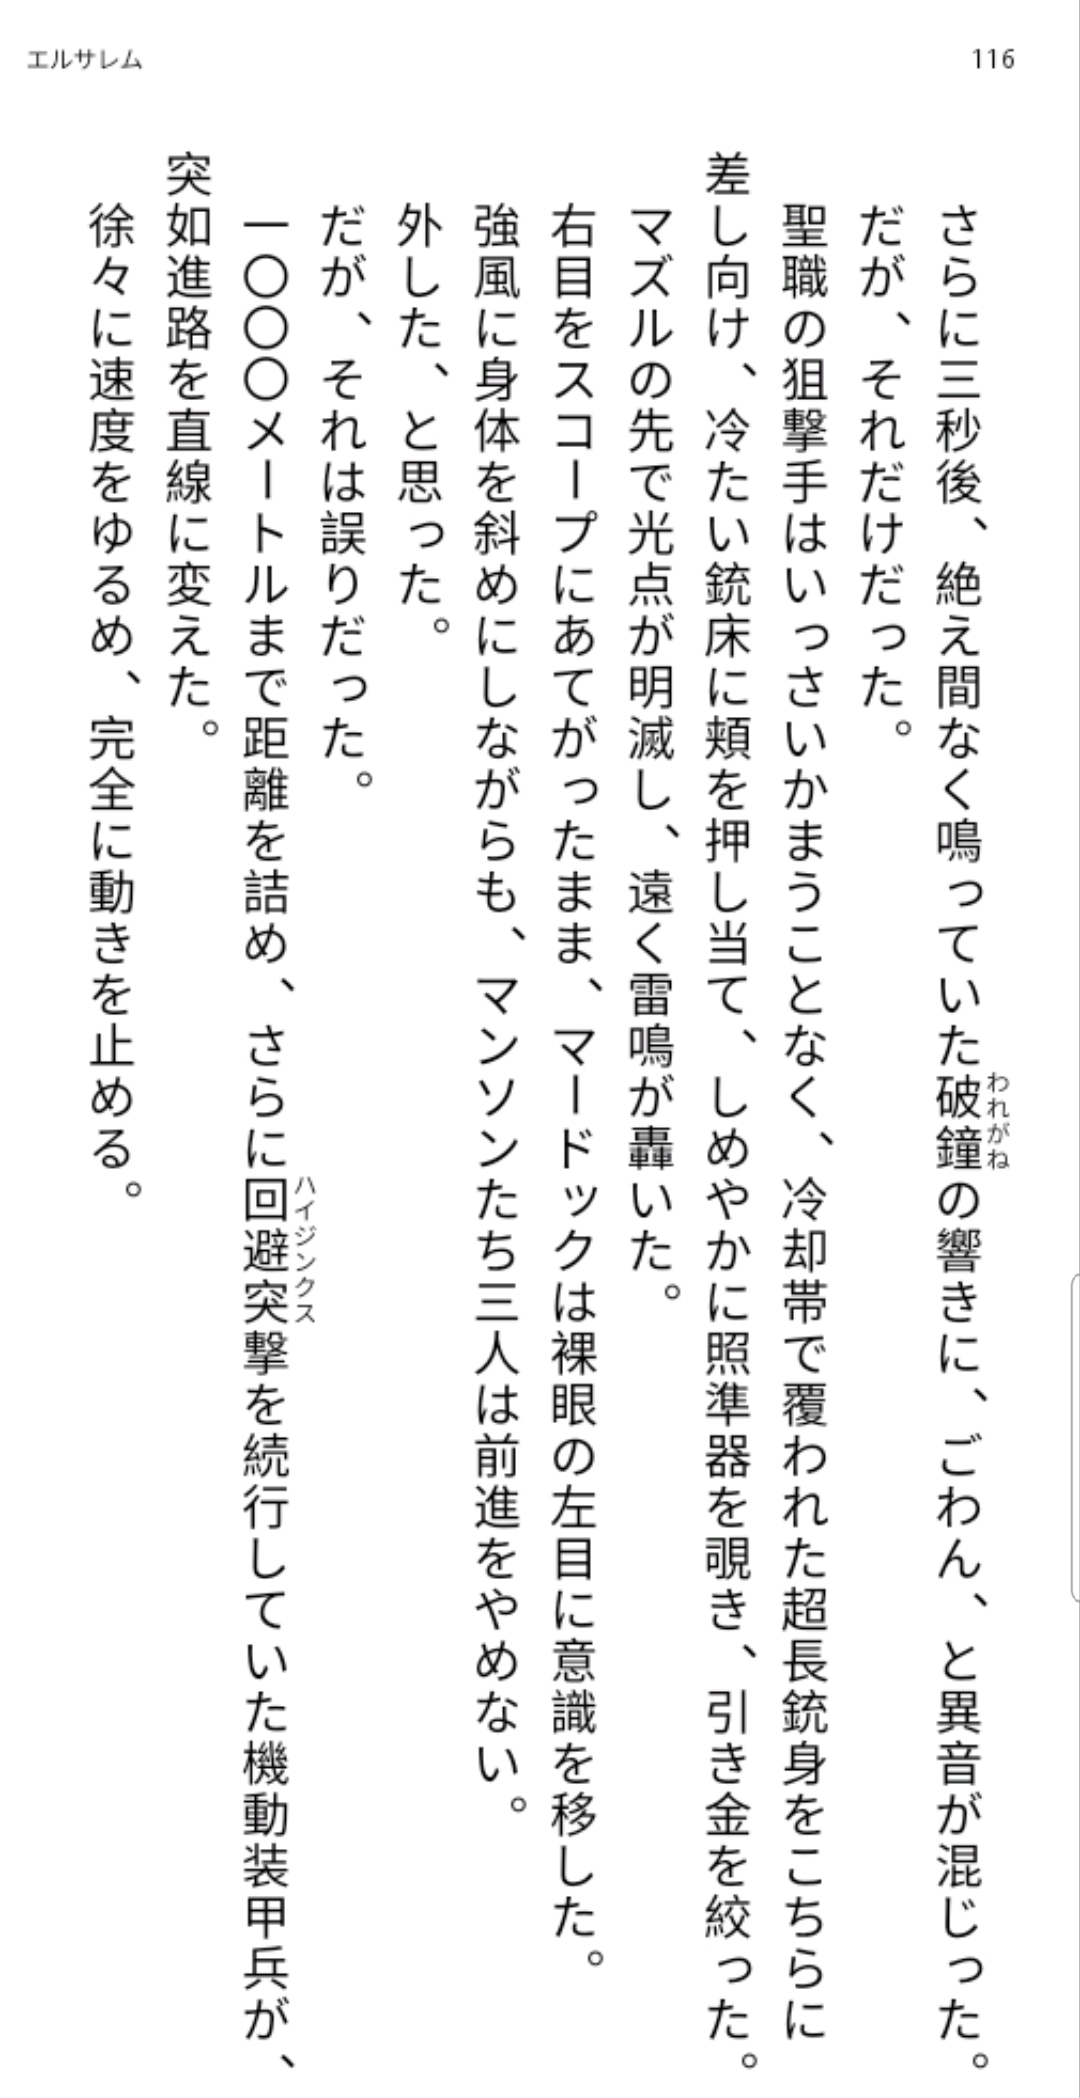 エルサレム
116
さらに三秒後、絶え間なく鳴っていた破鐘の響きに、ごわん、と異音が混じった。
われがね
だが、それだけだった。
聖職の狙撃手はいっさいかまうことなく、冷却帯で覆われた超長銃身をこちらに
差し向け、冷たい銃床に頬を押し当て、しめやかに照準器を覗き、引き金を絞った。
マズルの先で光点が明滅し、遠く雷鳴が轟いた。
右目をスコープにあてがったまま、マードックは裸眼の左目に意識を移した。
強風に身体を斜めにしながらも、マンソンたち三人は前進をやめない。
外した、と思った。
だが、それは誤りだった。
一〇〇〇メートルまで距離を詰め、さらに回避突撃を続行していた機動装甲兵が、
ハイジンクス
突如進路を直線に変えた。
徐々に速度をゆるめ、完全に動きを止める。